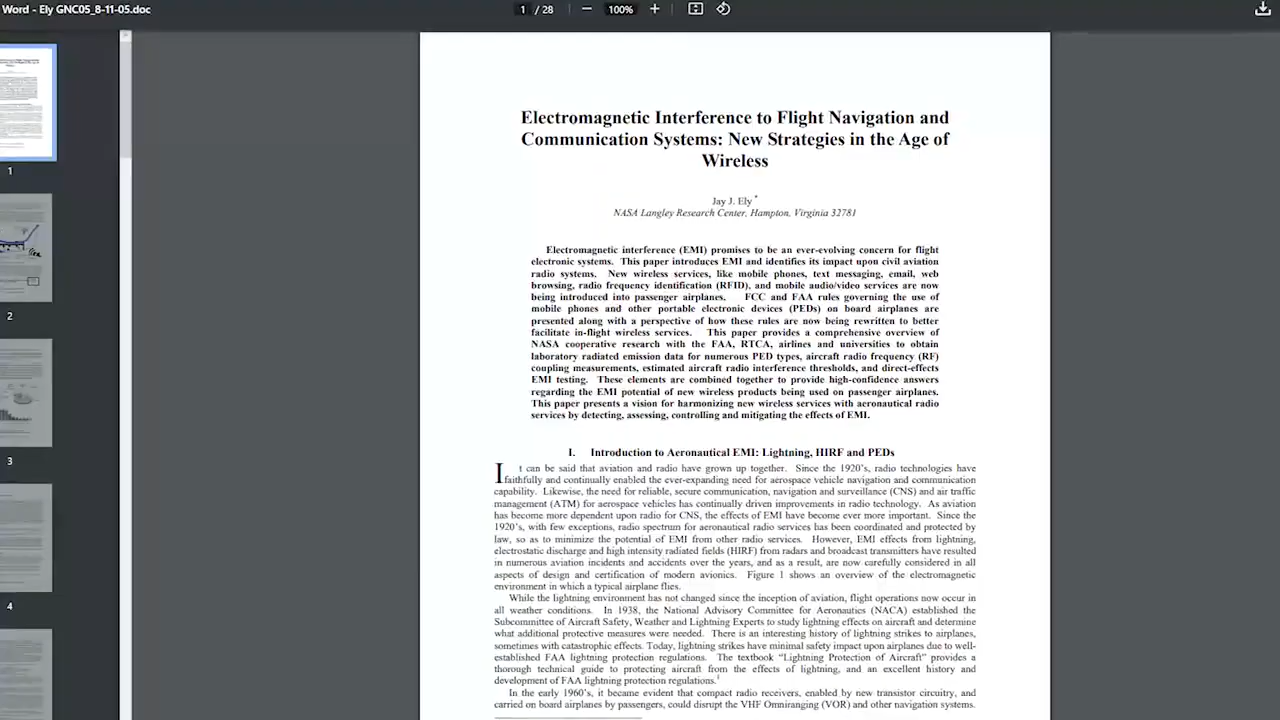 Word - Ely GNC05_8-11-05.doc
1 / 28
100%
1
2
3
4
Electromagnetic Interference to Flight Navigation and
Communication Systems: New Strategies in the Age of
Wireless
Jay J. Ely *
NASA Langley Research Center, Hampton, Virginia 32781
Electromagnetic interference (EMI) promises to be an ever-evolving concern for flight
electronic systems. This paper introduces EMI and identifies its impact upon civil aviation
radio systems. New wireless services, like mobile phones, text messaging, email, web
browsing, radio frequency identification (RFID), and mobile audio/video services are now
being introduced into passenger airplanes. FCC and FAA rules governing the use of
mobile phones and other portable electronic devices (PEDs) on board airplanes are
presented along with a perspective of how these rules are now being rewritten to better
facilitate in-flight wireless services. This paper provides a comprehensive overview of
NASA cooperative research with the FAA, RTCA, airlines and universities to obtain
laboratory radiated emission data for numerous PED types, aircraft radio frequency (RF)
coupling measurements, estimated aircraft radio interference thresholds, and direct-effects
EMI testing. These elements are combined together to provide high-confidence answers
regarding the EMI potential of new wireless products being used on passenger airplanes.
This paper presents a vision for harmonizing new wireless services with aeronautical radio
services by detecting, assessing, controlling and mitigating the effects of EMI.
I. Introduction to Aeronautical EMI: Lightning, HIRF and PEDs
It can be said that aviation and radio have grown up together. Since the 1920's, radio technologies have
faithfully and continually enabled the ever-expanding need for aerospace vehicle navigation and communication
capability. Likewise, the need for reliable, secure communication, navigation and surveillance (CNS) and air traffic
management (ATM) for aerospace vehicles has continually driven improvements in radio technology. As aviation
has become more dependent upon radio for CNS, the effects of EMI have become ever more important. Since the
1920's, with few exceptions, radio spectrum for aeronautical radio services has been coordinated and protected by
law, so as to minimize the potential of EMI from other radio services. However, EMI effects from lightning,
electrostatic discharge and high intensity radiated fields (HIRF) from radars and broadcast transmitters have resulted
in numerous aviation incidents and accidents over the years, and as a result, are now carefully considered in all
aspects of design and certification of modern avionics. Figure 1 shows an overview of the electromagnetic
environment in which a typical airplane flies.
While the lightning environment has not changed since the inception of aviation, flight operations now occur in
all weather conditions. In 1938, the National Advisory Committee for Aeronautics (NACA) established the
Subcommittee of Aircraft Safety, Weather and Lightning Experts to study lightning effects on aircraft and determine
what additional protective measures were needed. There is an interesting history of lightning strikes to airplanes,
sometimes with catastrophic effects. Today, lightning strikes have minimal safety impact upon airplanes due to well-
established FAA lightning protection regulations. The textbook "Lightning Protection of Aircraft" provides a
thorough technical guide to protecting aircraft from the effects of lightning, and an excellent history and
development of FAA lightning protection regulations.¹
In the early 1960's, it became evident that compact radio receivers, enabled by new transistor circuitry, and
carried on board airplanes by passengers, could disrupt the VHF Omniranging (VOR) and other navigation systems.